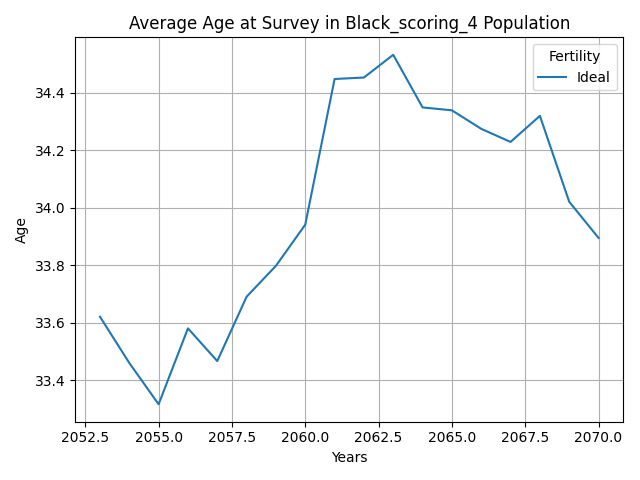 Average Age at Survey in Black_scoring_4 Population
Fertility
Ideal
Age
34.4
34.2
34.0
33.8
33.6
33.4
2052.5 2055.0 2057.5 2060.0 2062.5 2065.0 2067.5 2070.0
Years